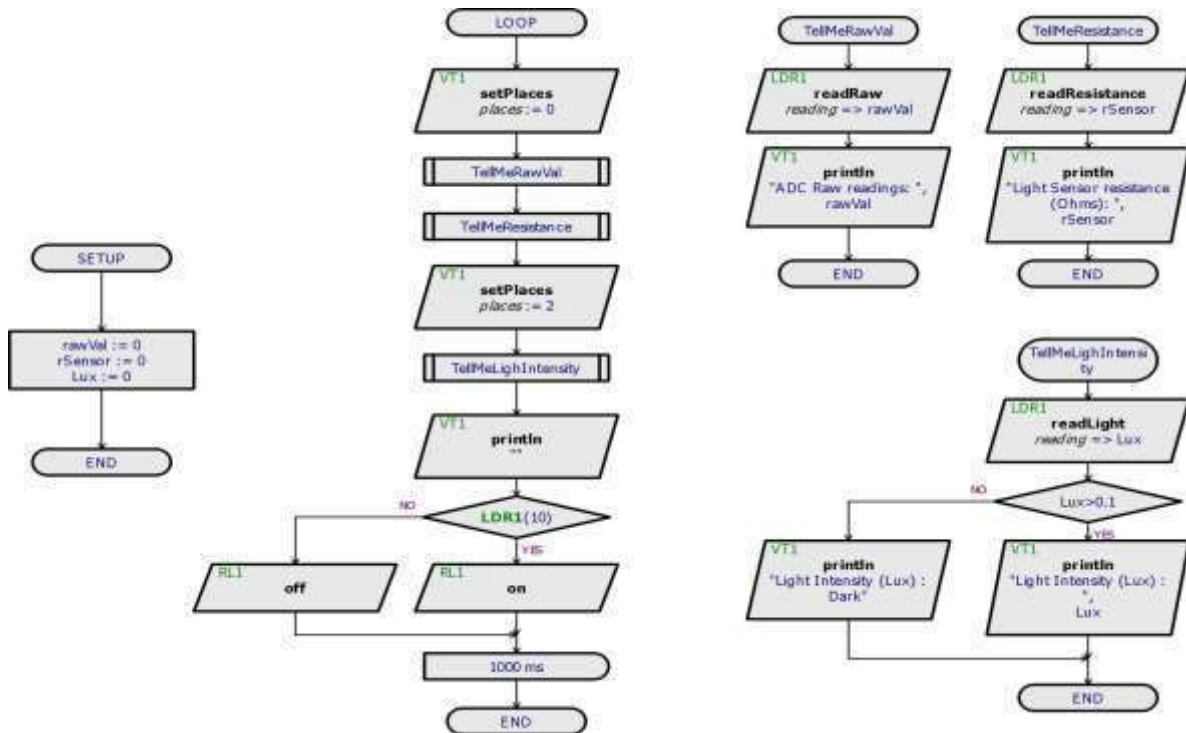 SETUP
rawVal := 0
rSensor := 0
Lux := 0
END
LOOP
VT1
setPlaces
places := 0
TellMeRawVal
TellMeResistance
VT1
setPlaces
places := 2
TellMeLighIntensity
VT1
println
""
LDR1(10)
NO
YES
RL1
off
RL1
on
1000 ms
END
TellMeRawVal
LDR1
readRaw
reading => rawVal
VT1
println
"ADC Raw readings: ",
rawVal
END
TellMeResistance
LDR1
readResistance
reading => rSensor
VT1
println
"Light Sensor resistance
(Ohms): ",
rSensor
END
TellMeLighIntensi
ty
LDR1
readLight
reading => Lux
Lux>0.1
NO
YES
VT1
println
"Light Intensity (Lux) :
Dark"
VT1
println
"Light Intensity (Lux) :
",
Lux
END